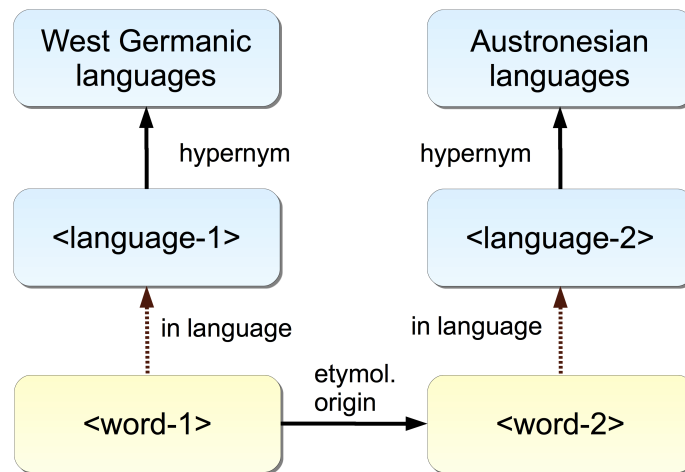 West Germanic
languages
Austronesian
languages
hypernym
hypernym
<language-1>
<language-2>
in language
in language
etymol.
origin
<word-1>
<word-2>